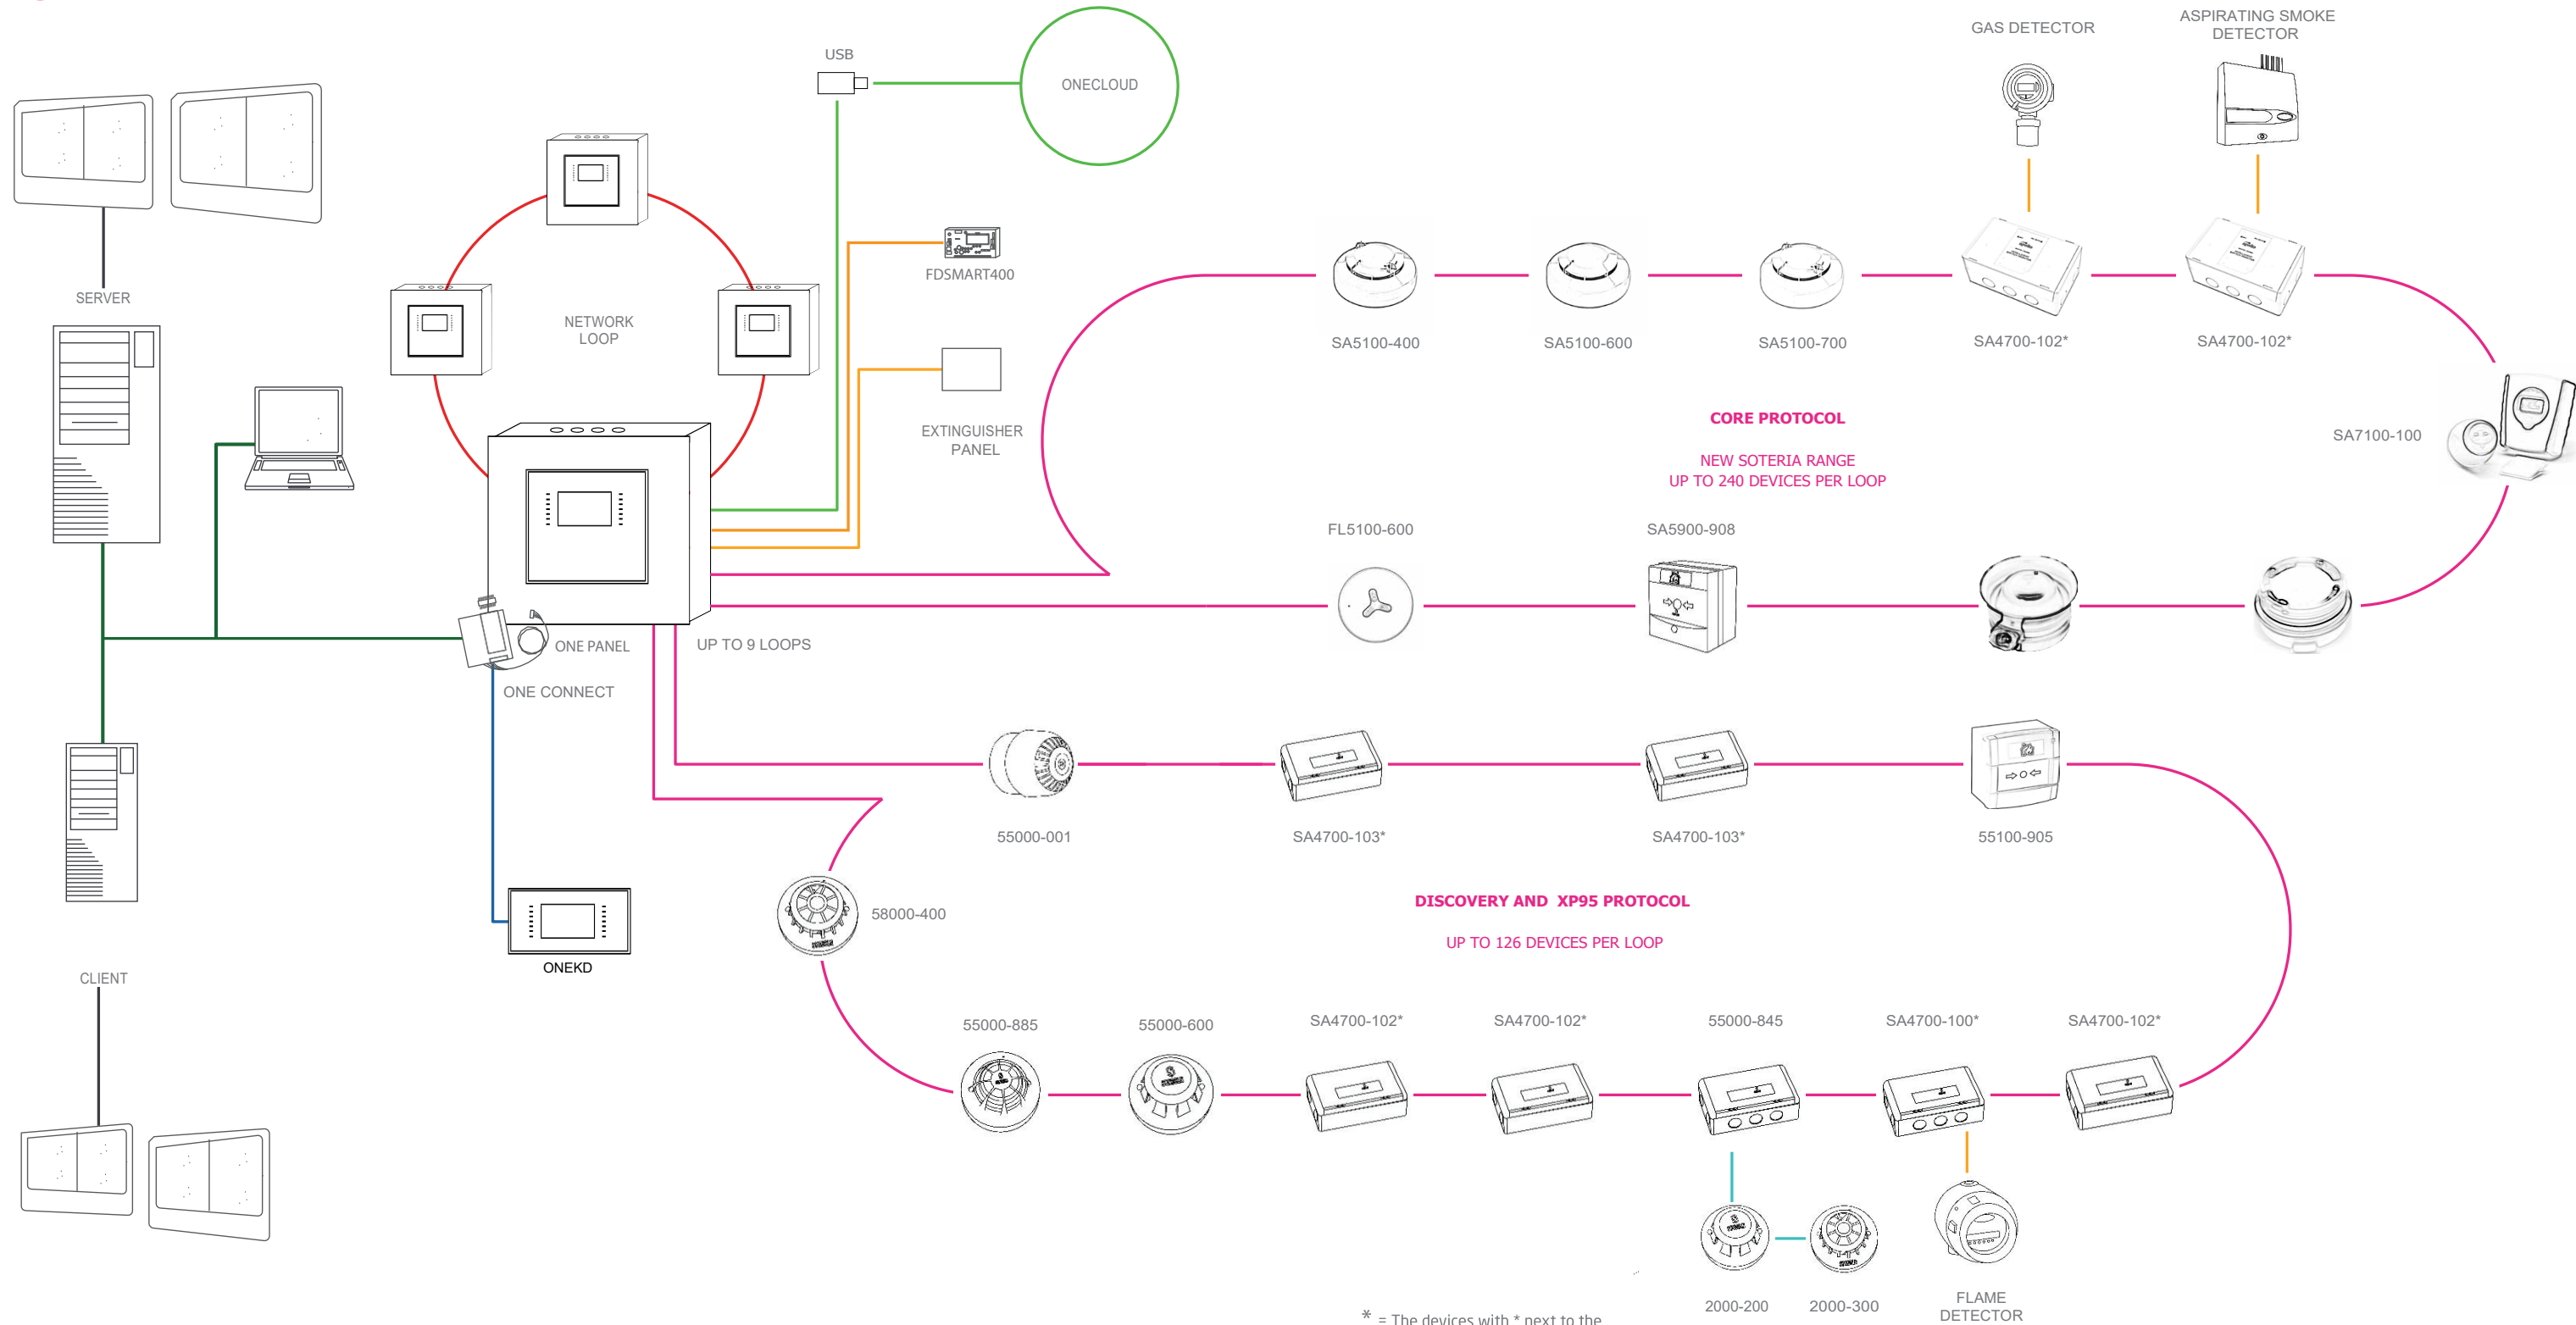 GAS DETECTOR
ASPIRATING SMOKE
DETECTOR
USB
ONECLOUD
FDSMART400
SERVER
NETWORK
LOOP
SA5100-400
SA5100-600
SA5100-700
SA4700-102*
SA4700-102*
EXTINGUISHER
PANEL
CORE PROTOCOL
NEW SOTERIA RANGE
UP TO 240 DEVICES PER LOOP
SA7100-100
FL5100-600
SA5900-908
ONE PANEL
UP TO 9 LOOPS
ONE CONNECT
55000-001
SA4700-103*
SA4700-103*
55100-905
58000-400
DISCOVERY AND XP95 PROTOCOL
UP TO 126 DEVICES PER LOOP
ONEKD
CLIENT
55000-885
55000-600
SA4700-102*
SA4700-102*
55000-845
SA4700-100*
SA4700-102*
2000-200
2000-300
FLAME
DETECTOR
* = The devices with * next to the